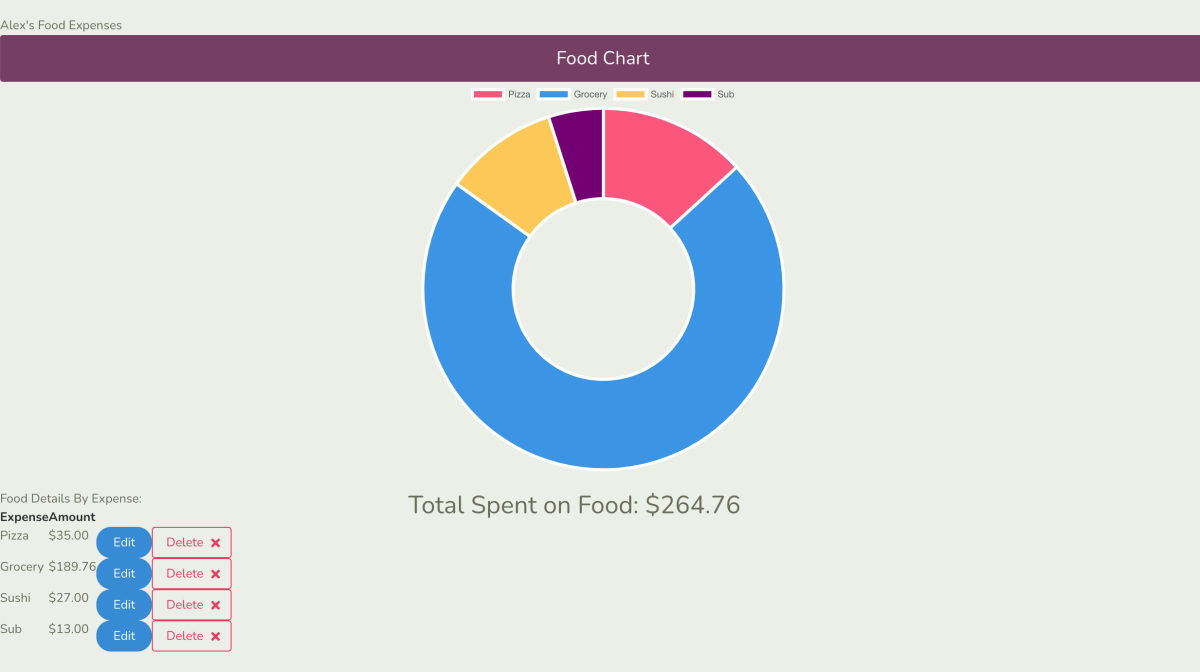 Alex's Food Expenses
Food Chart
Pizza Grocery Sushi Sub
Total Spent on Food: $264.76
Food Details By Expense:
ExpenseAmount
Pizza $35.00 Edit Delete
Grocery $189.76 Edit Delete
Sushi $27.00 Edit Delete
Sub $13.00 Edit Delete